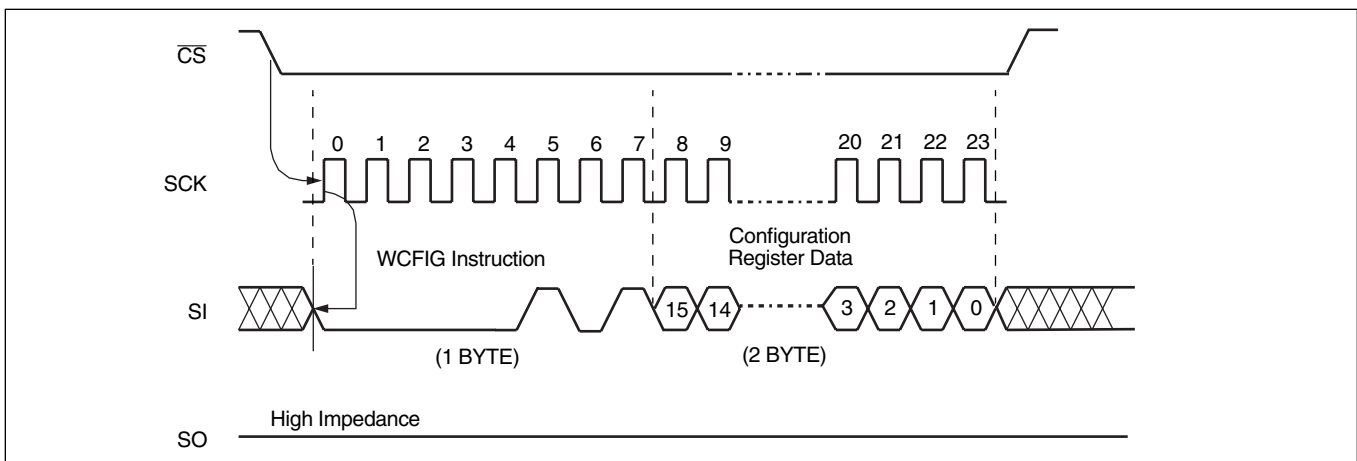 CS
0 1 2 3 4 5 6 7 8 9 20 21 22 23
SCK
WCFIG Instruction
Configuration
Register Data
SI
15 14 3 2 1 0
(1 BYTE) (2 BYTE)
High Impedance
SO